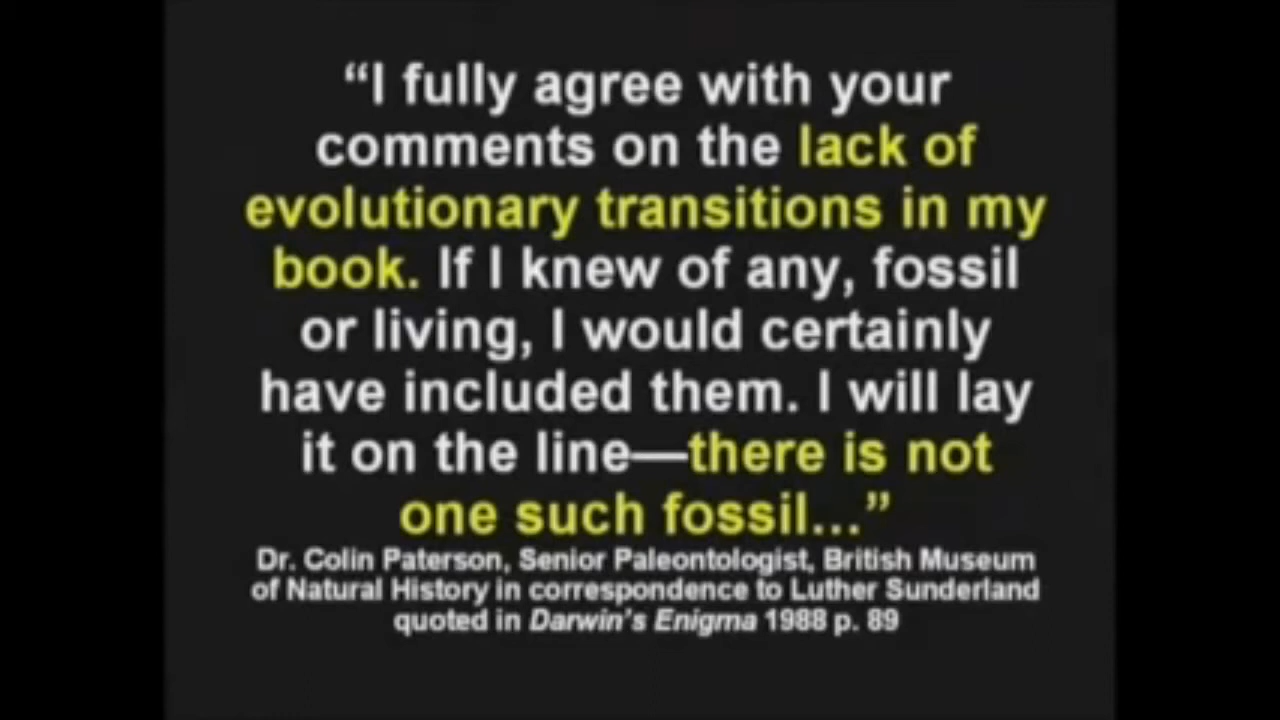 “I fully agree with your
comments on the lack of
evolutionary transitions in my
book. If I knew of any, fossil
or living, I would certainly
have included them. I will lay
it on the line—there is not
one such fossil...”
Dr. Colin Paterson, Senior Paleontologist, British Museum
of Natural History in correspondence to Luther Sunderland
quoted in Darwin’s Enigma 1988 p. 89